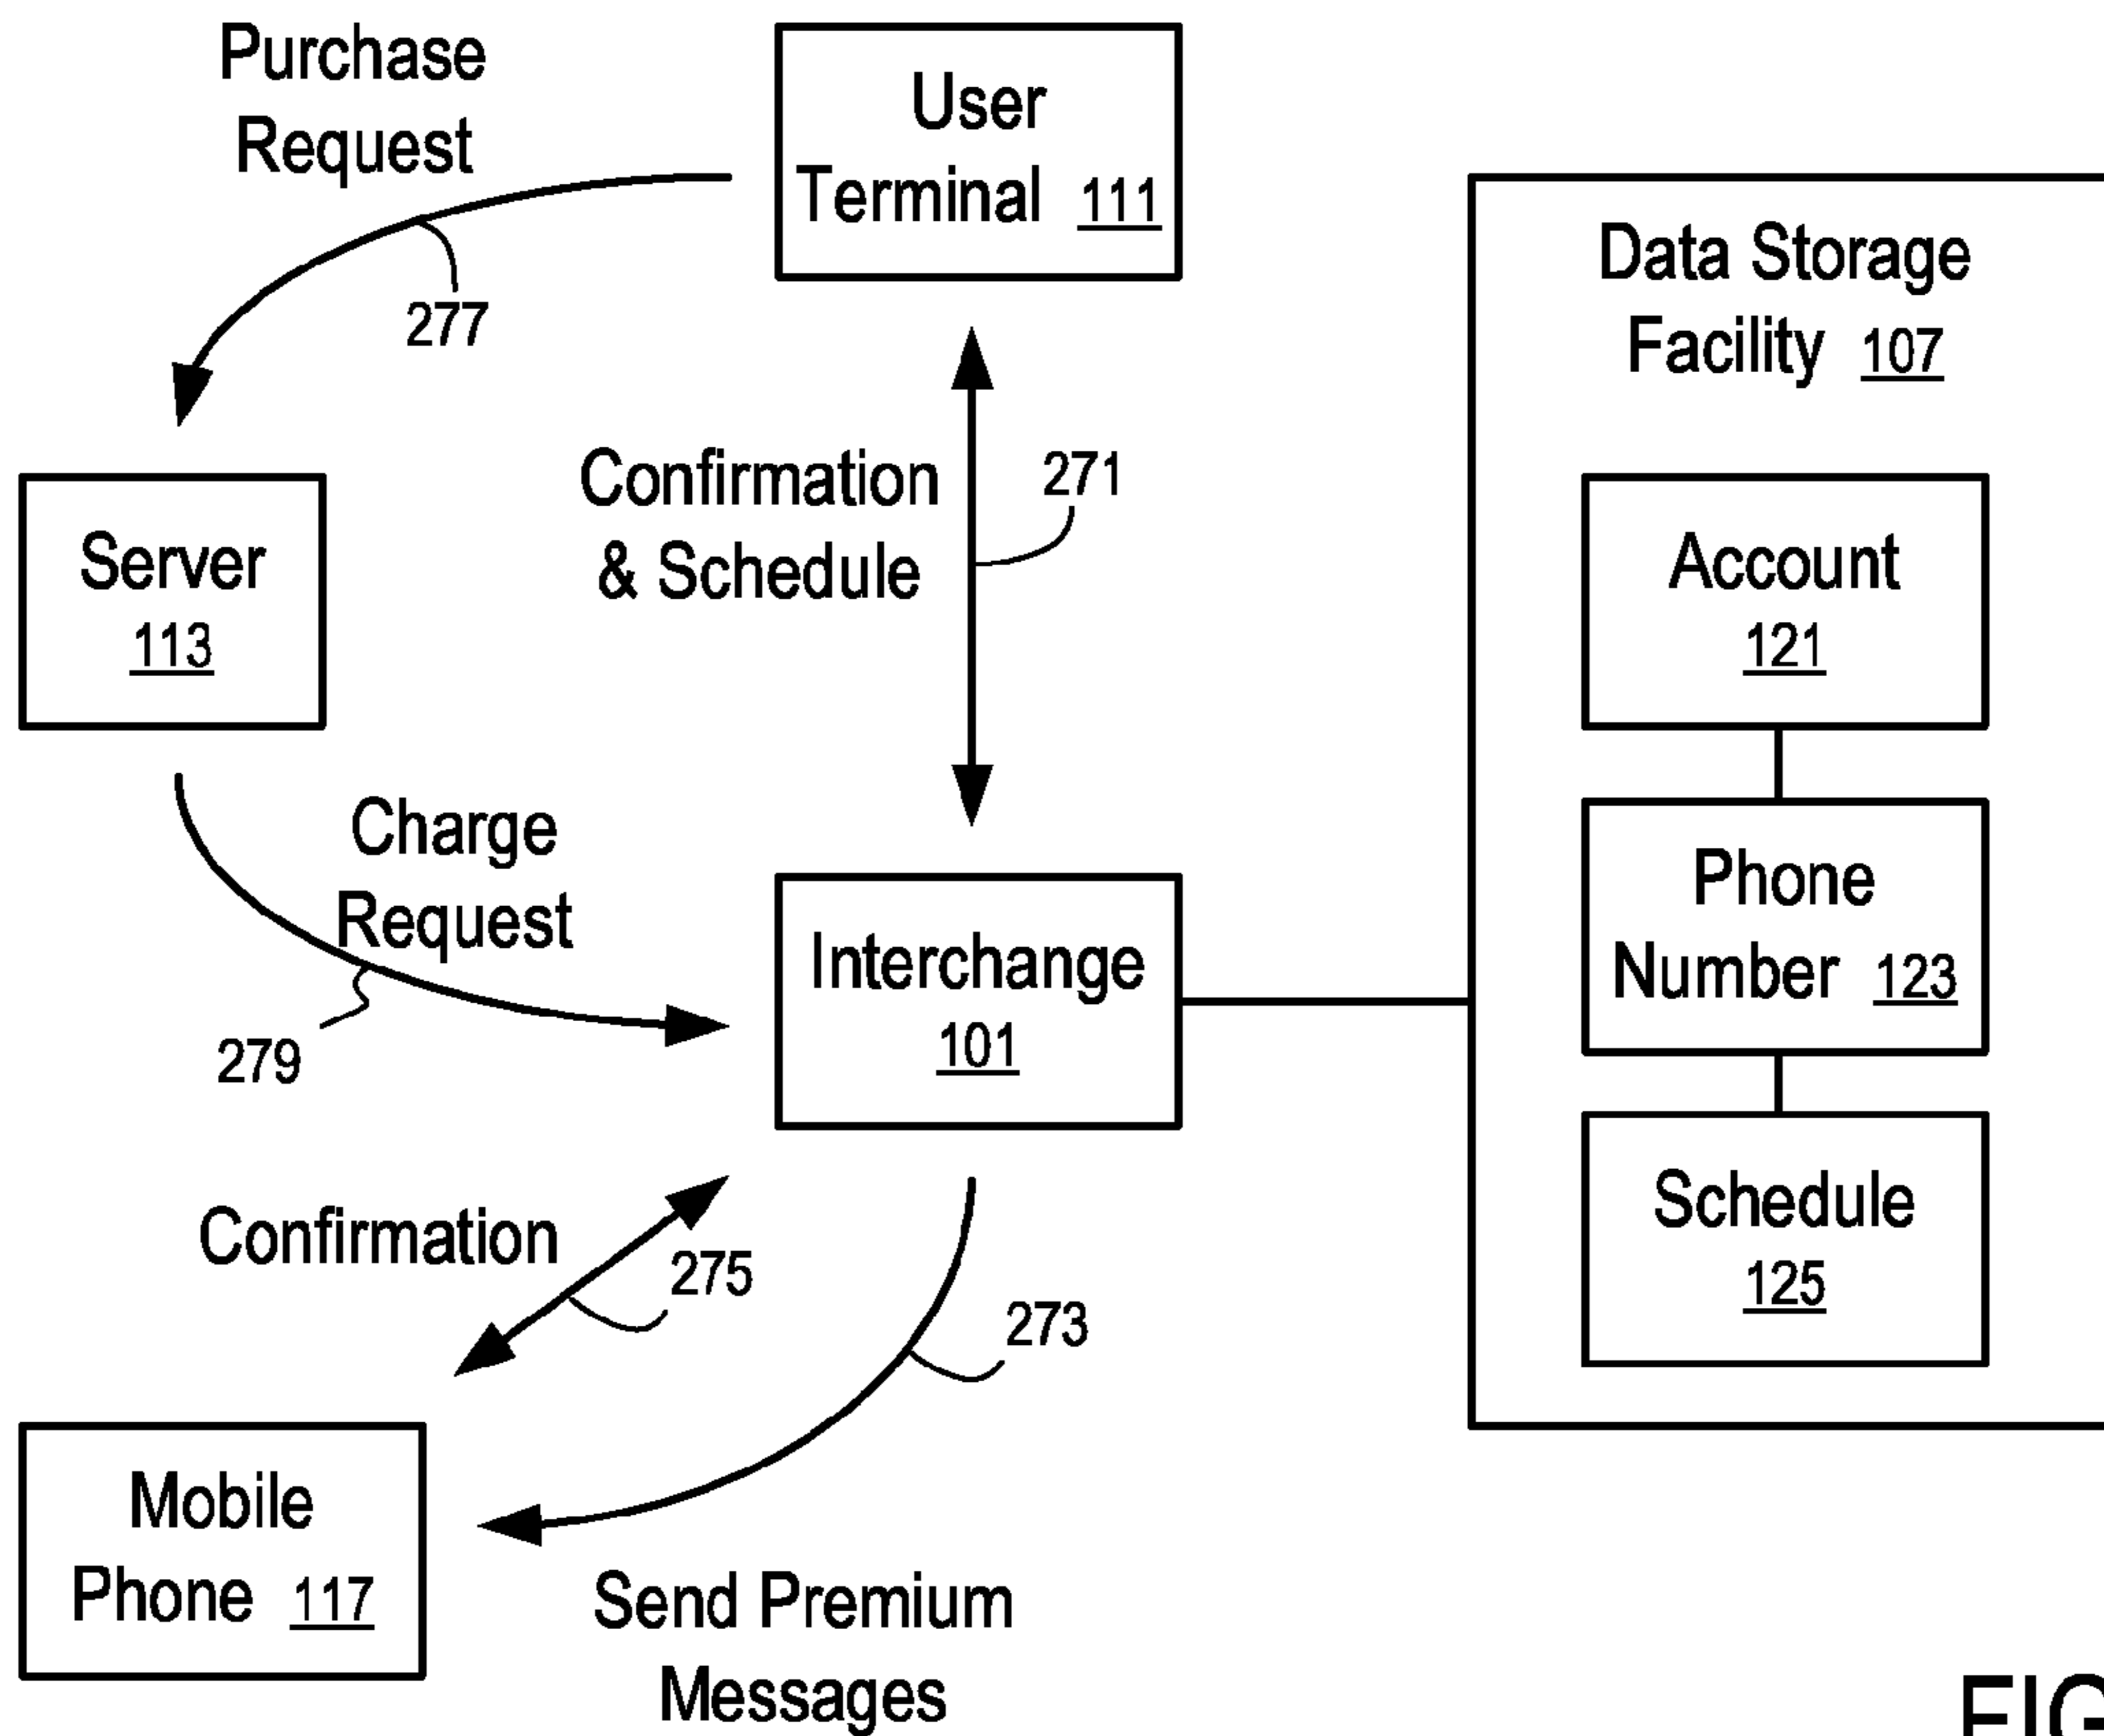 Purchase
Request
277
User
Terminal 111
Data Storage
Facility 107
Server
113
Confirmation
& Schedule
271
Account
121
Charge
Request
279
Interchange
101
Phone
Number 123
Confirmation
275
273
Schedule
125
Mobile
Phone 117
Send Premium
Messages
FIG